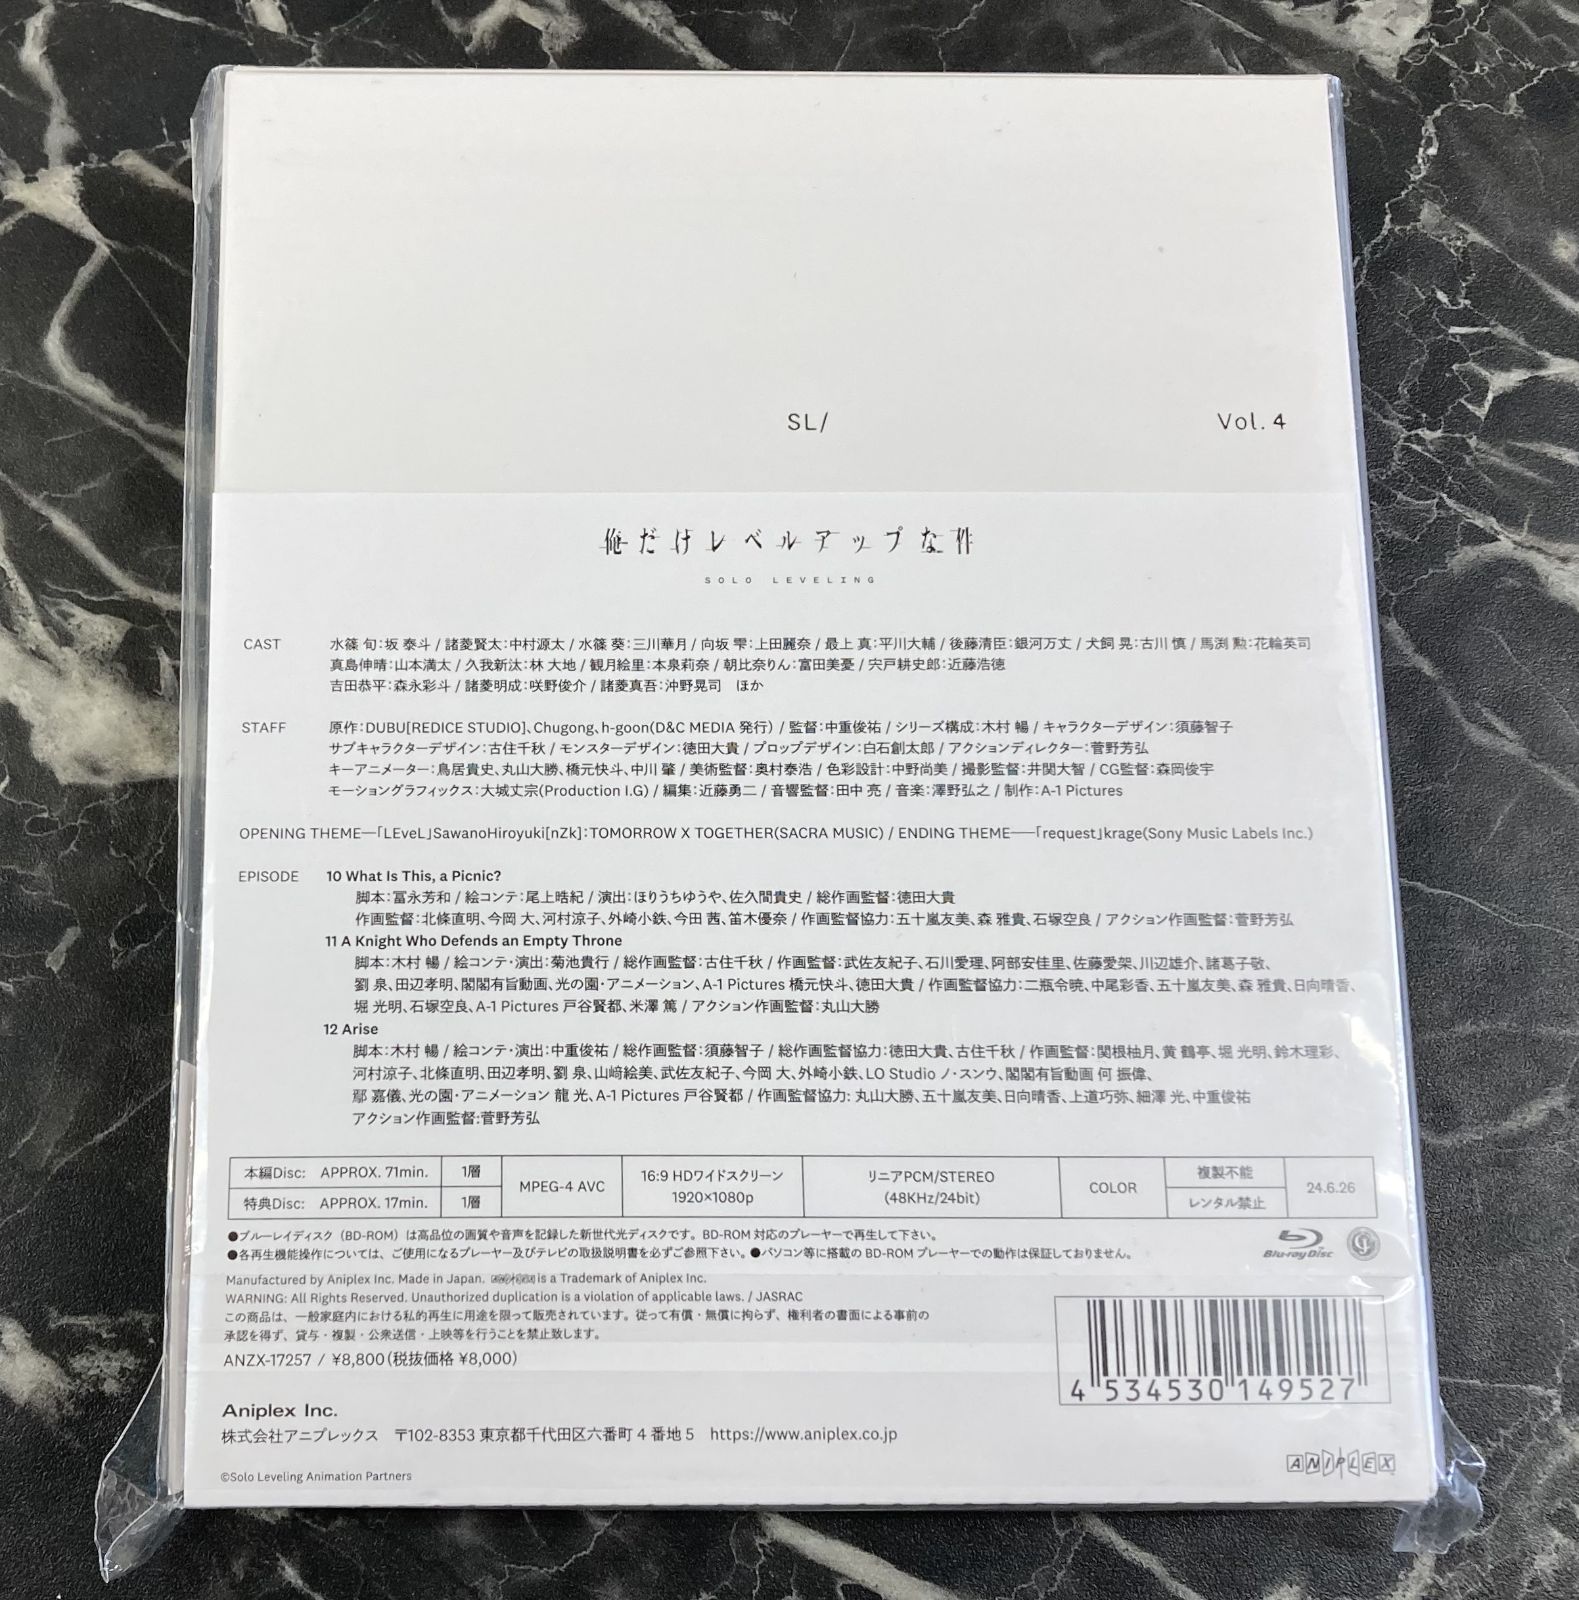 SL/
Vol. 4
俺だけレベルアップな件
SOLO LEVELING
CAST 水篠 旬:坂 泰斗 / 諸菱賢太:中村源太 / 水篠 葵:三川華月 / 向坂 雫:上田麗奈 / 最上 真:平川大輔 / 後藤清臣:銀河万丈 / 犬飼 晃:古川 慎 / 馬渕 勲:花輪英司
真島伸晴:山本満太 / 久我新汰:林 大地 / 観月絵里:本泉莉奈 / 朝比奈りん:富田美憂 / 宍戸耕史郎:近藤浩徳
吉田恭平:森永彩斗 / 諸菱明成:咲野俊介 / 諸菱真吾:沖野晃司 ほか
STAFF 原作:DUBU[REDICE STUDIO]、Chugong、h-goon(D&C MEDIA 発行) / 監督:中重俊祐 / シリーズ構成:木村 暢 / キャラクターデザイン:須藤智子
サブキャラクターデザイン:古住千秋 / モンスターデザイン:徳田大貴 / プロップデザイン:白石創太郎 / アクションディレクター:菅野芳弘
キーアニメーター:鳥居貴史、丸山大勝、橋元快斗、中川 肇 / 美術監督:奥村泰浩 / 色彩設計:中野尚美 / 撮影監督:井関大智 / CG監督:森岡俊宇
モーショングラフィックス:大城丈宗(Production I.G) / 編集:近藤勇二 / 音響監督:田中 亮 / 音楽:澤野弘之 / 制作:A-1 Pictures
OPENING THEME―「LEveL」SawanoHiroyuki[nZk]:TOMORROW X TOGETHER(SACRA MUSIC) / ENDING THEME――「request」krage(Sony Music Labels Inc.)
EPISODE 10 What Is This, a Picnic?
脚本:冨永芳和 / 絵コンテ:尾上晧紀 / 演出:ほりうちゆうや、佐久間貴史 / 総作画監督:徳田大貴
作画監督:北條直明、今岡 大、河村涼子、外崎小鉄、今田 茜、笛木優奈 / 作画監督協力:五十嵐友美、森 雅貴、石塚空良 / アクション作画監督:菅野芳弘
11 A Knight Who Defends an Empty Throne
脚本:木村 暢 / 絵コンテ・演出:菊池貴行 / 総作画監督:古住千秋 / 作画監督:武佐友紀子、石川愛理、阿部安佳里、佐藤愛架、川辺雄介、諸葛子敬、
劉 泉、田辺孝明、閣閣有旨動画、光の園・アニメーション、A-1 Pictures 橋元快斗、徳田大貴 / 作画監督協力:二瓶令暁、中尾彩香、五十嵐友美、森 雅貴、日向晴香、
堀 光明、石塚空良、A-1 Pictures 戸谷賢都、米澤 篤 / アクション作画監督:丸山大勝
12 Arise
脚本:木村 暢 / 絵コンテ・演出:中重俊祐 / 総作画監督:須藤智子 / 総作画監督協力:徳田大貴、古住千秋 / 作画監督:関根柚月、黄 鶴亭、堀 光明、鈴木理彩、
河村涼子、北條直明、田辺孝明、劉 泉、山﨑絵美、武佐友紀子、今岡 大、外崎小鉄、LO Studio ノ・スンウ、閣閣有旨動画 何 振偉、
鄢 嘉儀、光の園・アニメーション 龍 光、A-1 Pictures 戸谷賢都 / 作画監督協力: 丸山大勝、五十嵐友美、日向晴香、上道巧弥、細澤 光、中重俊祐
アクション作画監督:菅野芳弘
本編Disc: APPROX. 71min. 1層
特典Disc: APPROX. 17min. 1層
MPEG-4 AVC
16:9 HDワイドスクリーン
1920×1080p
リニアPCM/STEREO
(48KHz/24bit)
COLOR
複製不能
レンタル禁止
24.6.26
●ブルーレイディスク（BD-ROM）は高品位の画質や音声を記録した新世代光ディスクです。BD-ROM 対応のプレーヤーで再生して下さい。
●各再生機能操作については、ご使用になるプレーヤー及びテレビの取扱説明書を必ずご参照下さい。●パソコン等に搭載の BD-ROM プレーヤーでの動作は保証しておりません。
Blu-ray Disc
Manufactured by Aniplex Inc. Made in Japan. ANIPLEX is a Trademark of Aniplex Inc.
WARNING: All Rights Reserved. Unauthorized duplication is a violation of applicable laws. / JASRAC
この商品は、一般家庭内における私的再生に用途を限って販売されています。従って有償・無償に拘らず、権利者の書面による事前の
承認を得ず、貸与・複製・公衆送信・上映等を行うことを禁止致します。
ANZX-17257 / ¥8,800(税抜価格 ¥8,000)
4 534530 149527
Aniplex Inc.
株式会社アニプレックス 〒102-8353 東京都千代田区六番町 4 番地 5 https://www.aniplex.co.jp
©Solo Leveling Animation Partners
ANIPLEX